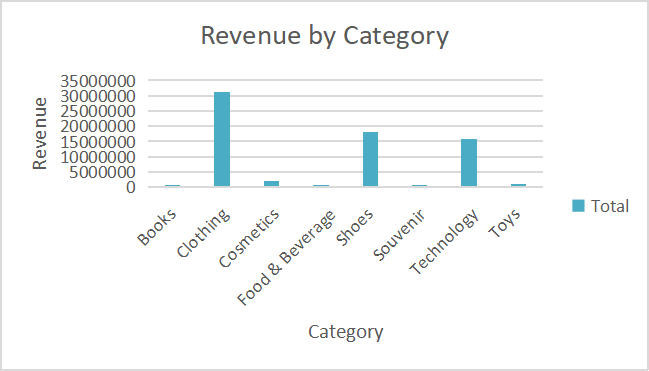 Revenue by Category
Revenue
35000000
30000000
25000000
20000000
15000000
10000000
5000000
0
Books
Clothing
Cosmetics
Food & Beverage
Shoes
Souvenir
Technology
Toys
Category
Total